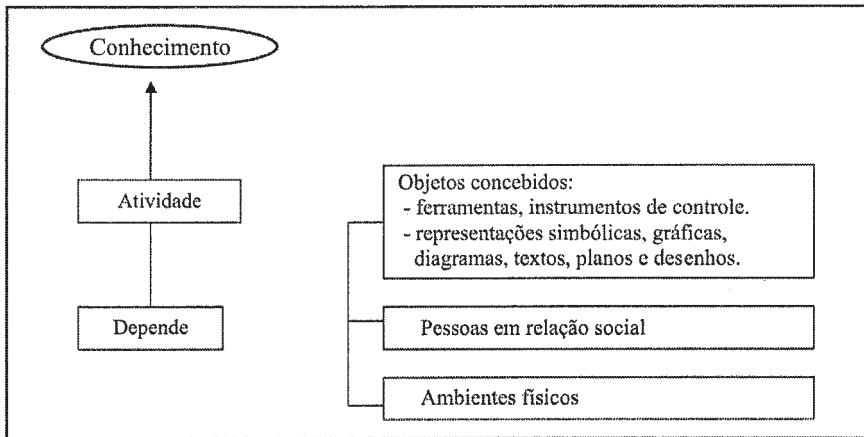 Conhecimento
Atividade
Depende
Objetos concebidos:
- ferramentas, instrumentos de controle.
- representações simbólicas, gráficas,
diagramas, textos, planos e desenhos.
Pessoas em relação social
Ambientes físicos